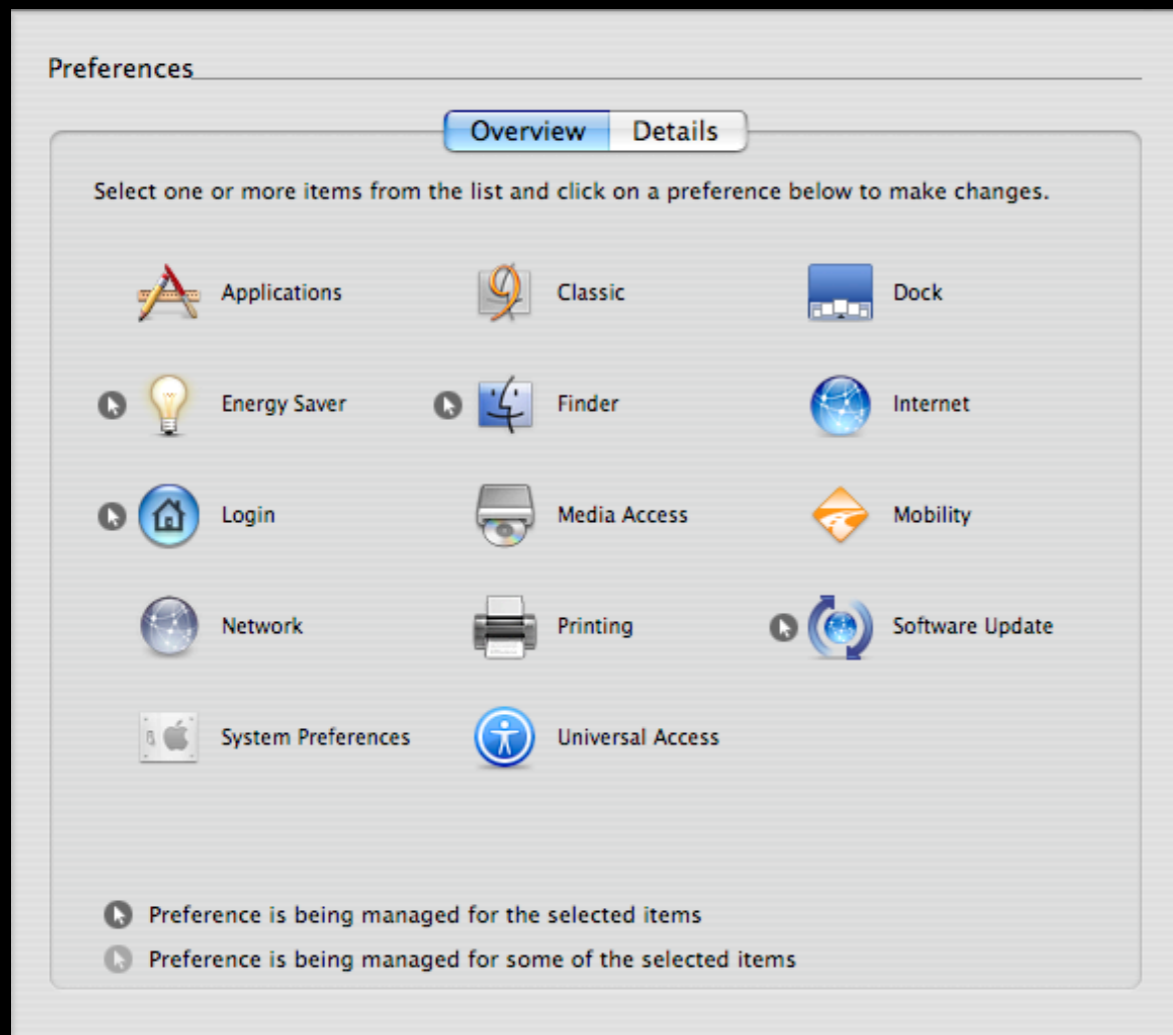 Preferences
Overview Details
Select one or more items from the list and click on a preference below to make changes.
Applications Classic Dock
Energy Saver Finder Internet
Login Media Access Mobility
Network Printing Software Update
System Preferences Universal Access
Preference is being managed for the selected items
Preference is being managed for some of the selected items